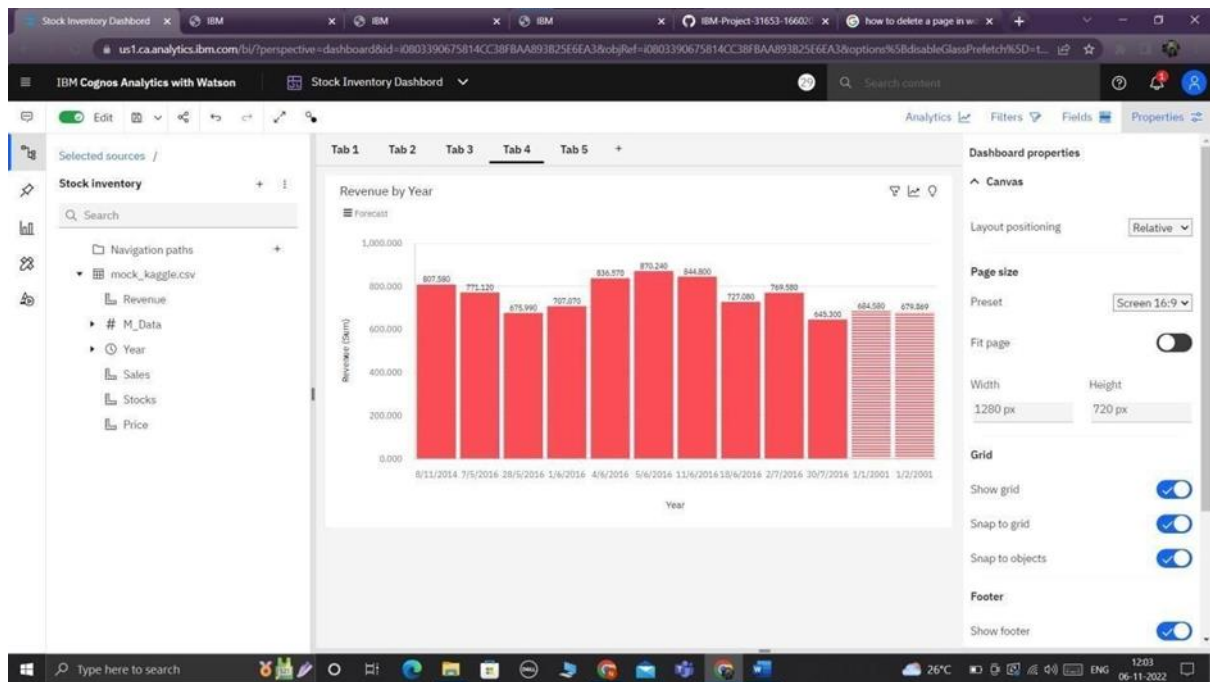 Stock Inventory Dashbord
IBM
IBM
IBM
IBM-Project-31653-16602
how to delete a page in w
us1.ca.analytics.ibm.com/bi/?perspective=dashboard&id=i0803390675814CC38FBAA893B25E6EA3&objRef=i0803390675814CC38FBAA893B25E6EA3&options%5BdisableGlassPrefetch%5D=t...
IBM Cognos Analytics with Watson
Stock Inventory Dashbord
29
Search content
Edit
Analytics
Filters
Fields
Properties
Selected sources /
Stock inventory
Search
Navigation paths
mock_kaggle.csv
Revenue
# M_Data
Year
Sales
Stocks
Price
Tab 1 Tab 2 Tab 3 Tab 4 Tab 5 +
Revenue by Year
Forecast
Revenue (Sum)
1,000.000
800.000
600.000
400.000
200.000
0.000
807.580 771.120 675.990 707.070 836.570 870.240 844.800 727.080 769.580 645.300 684.580 679.869
8/11/2014 7/5/2016 28/5/2016 1/6/2016 4/6/2016 5/6/2016 11/6/2016 18/6/2016 2/7/2016 30/7/2016 1/1/2001 1/2/2001
Year
Dashboard properties
Canvas
Layout positioning Relative
Page size
Preset Screen 16:9
Fit page
Width Height
1280 px 720 px
Grid
Show grid
Snap to grid
Snap to objects
Footer
Show footer
Type here to search
DELL
26°C
ENG
12:03
06-11-2022